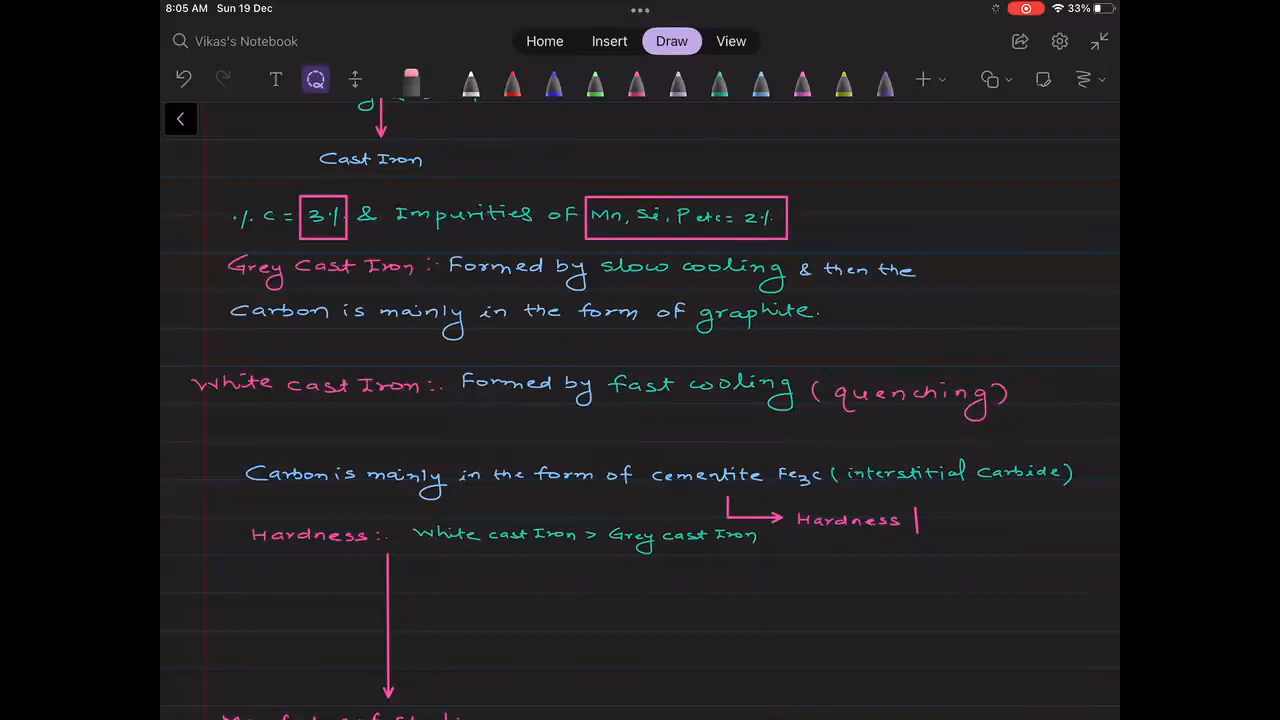 8:05 AM Sun 19 Dec
33%
Vikas's Notebook
Home Insert Draw View
Cast Iron
·/. C = 3·/. & Impurities of Mn, Si, P etc = 2·/.
Grey Cast Iron :- Formed by slow cooling & then the
Carbon is mainly in the form of graphite.
White cast Iron :- Formed by fast cooling (quenching)
Carbon is mainly in the form of cementite Fe3C (interstitial Carbide)
Hardness
Hardness :- White cast Iron > Grey cast Iron